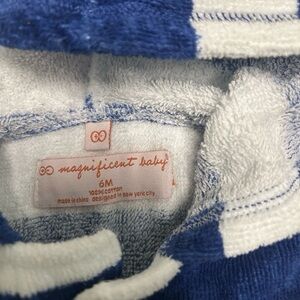 magnificent baby
6M
100% cotton
made in china designed in new york city